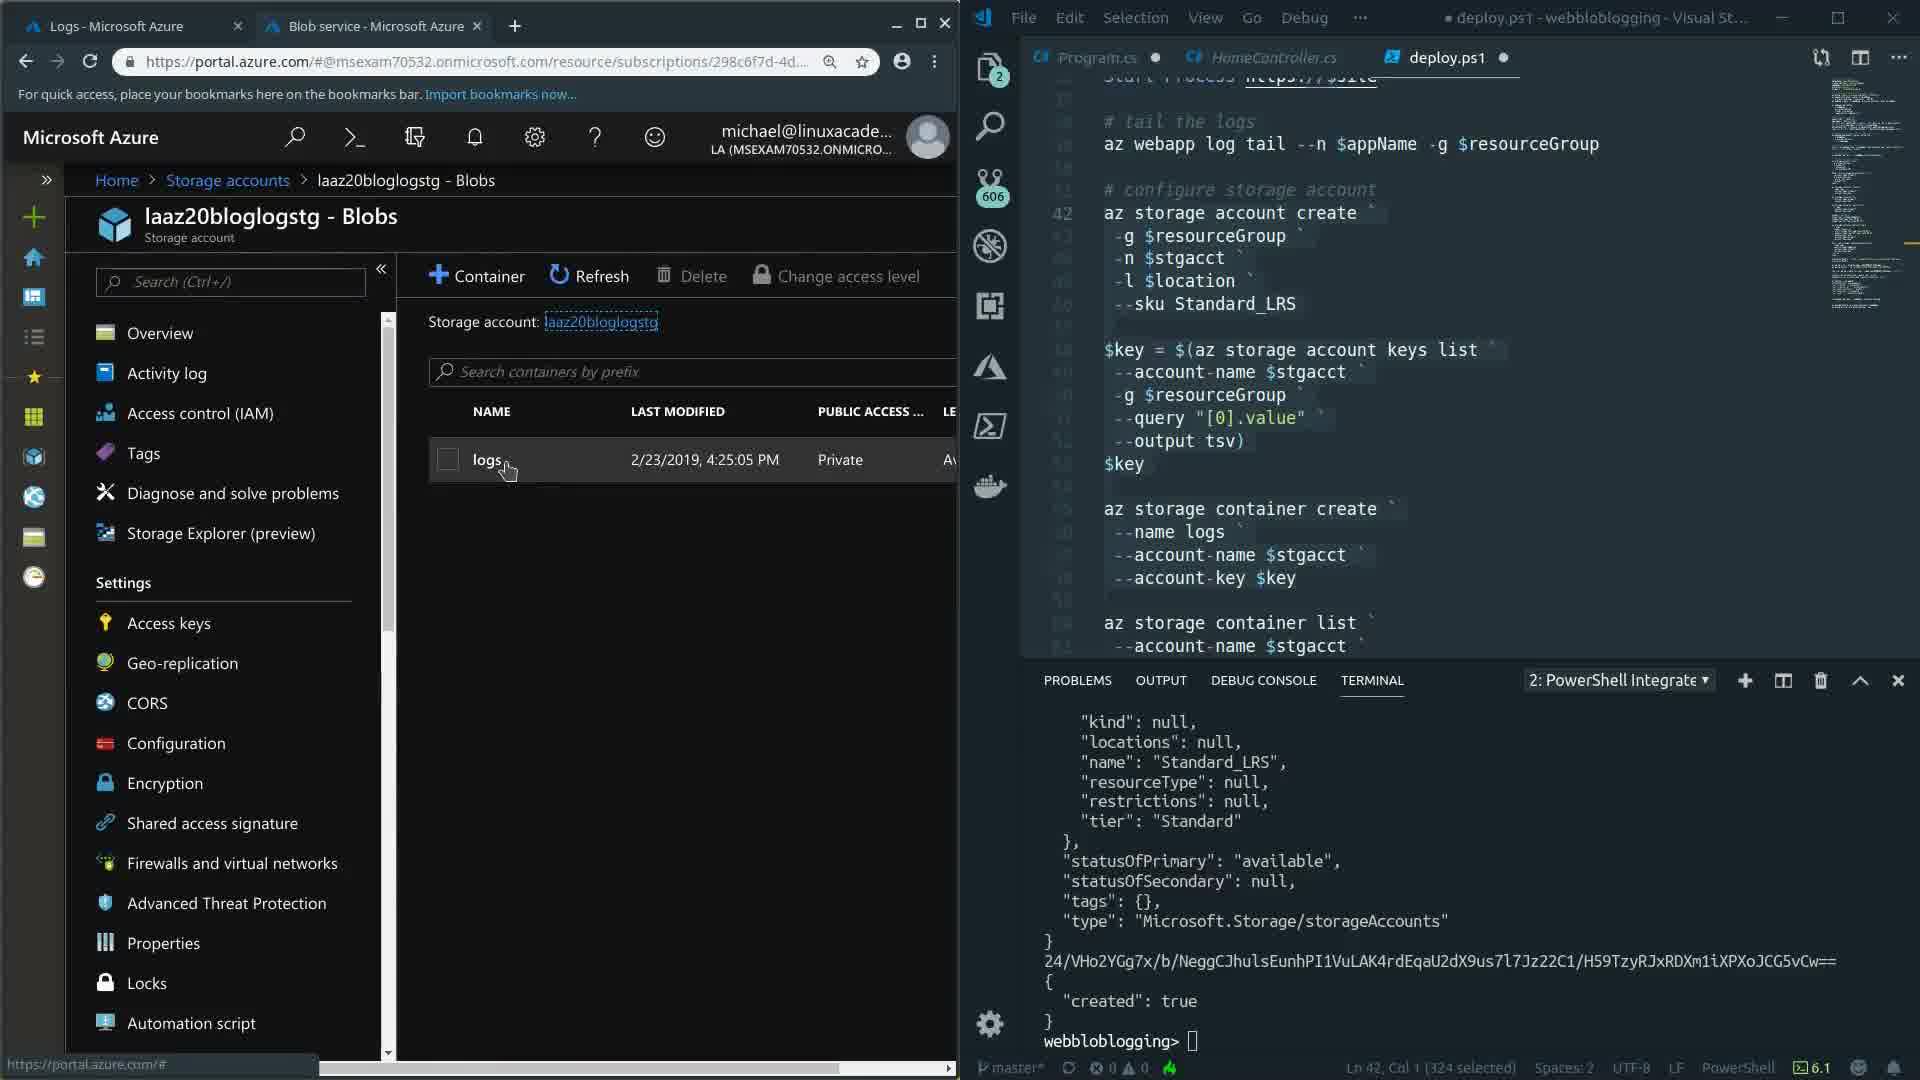 Logs - Microsoft Azure
Blob service - Microsoft Azure
https://portal.azure.com/#@msexam70532.onmicrosoft.com/resource/subscriptions/298c6f7d-4d...
For quick access, place your bookmarks here on the bookmarks bar. Import bookmarks now...
Microsoft Azure
michael@linuxacade...
LA (MSEXAM70532.ONMICRO...
Home > Storage accounts > laaz20bloglogstg - Blobs
laaz20bloglogstg - Blobs
Storage account
Search (Ctrl+/)
Overview
Activity log
Access control (IAM)
Tags
Diagnose and solve problems
Storage Explorer (preview)
Settings
Access keys
Geo-replication
CORS
Configuration
Encryption
Shared access signature
Firewalls and virtual networks
Advanced Threat Protection
Properties
Locks
Automation script
https://portal.azure.com/#
Container
Refresh
Delete
Change access level
Storage account: laaz20bloglogstg
Search containers by prefix
NAME LAST MODIFIED PUBLIC ACCESS ... LE
logs 2/23/2019, 4:25:05 PM Private Av
File Edit Selection View Go Debug ... ● deploy.ps1 - webbloblogging - Visual St...
Program.cs
HomeController.cs
deploy.ps1
2
606
Start-Process https://$site
# tail the logs
az webapp log tail --n $appName -g $resourceGroup
# configure storage account
42 az storage account create `
-g $resourceGroup `
-n $stgacct `
-l $location `
--sku Standard_LRS
$key = $(az storage account keys list `
--account-name $stgacct `
-g $resourceGroup `
--query "[0].value" `
--output tsv)
$key
az storage container create `
--name logs `
--account-name $stgacct `
--account-key $key
az storage container list `
--account-name $stgacct `
PROBLEMS OUTPUT DEBUG CONSOLE TERMINAL
2: PowerShell Integrate
"kind": null,
"locations": null,
"name": "Standard_LRS",
"resourceType": null,
"restrictions": null,
"tier": "Standard"
},
"statusOfPrimary": "available",
"statusOfSecondary": null,
"tags": {},
"type": "Microsoft.Storage/storageAccounts"
}
24/VHo2YGg7x/b/NeggCJhulsEunhPI1VuLAK4rdEqaU2dX9us7l7Jz22C1/H59TzyRJxRDXm1iXPXoJCG5vCw==
{
"created": true
}
webbloblogging>
master* 0 0 Ln 42, Col 1 (324 selected) Spaces: 2 UTF-8 LF PowerShell 6.1